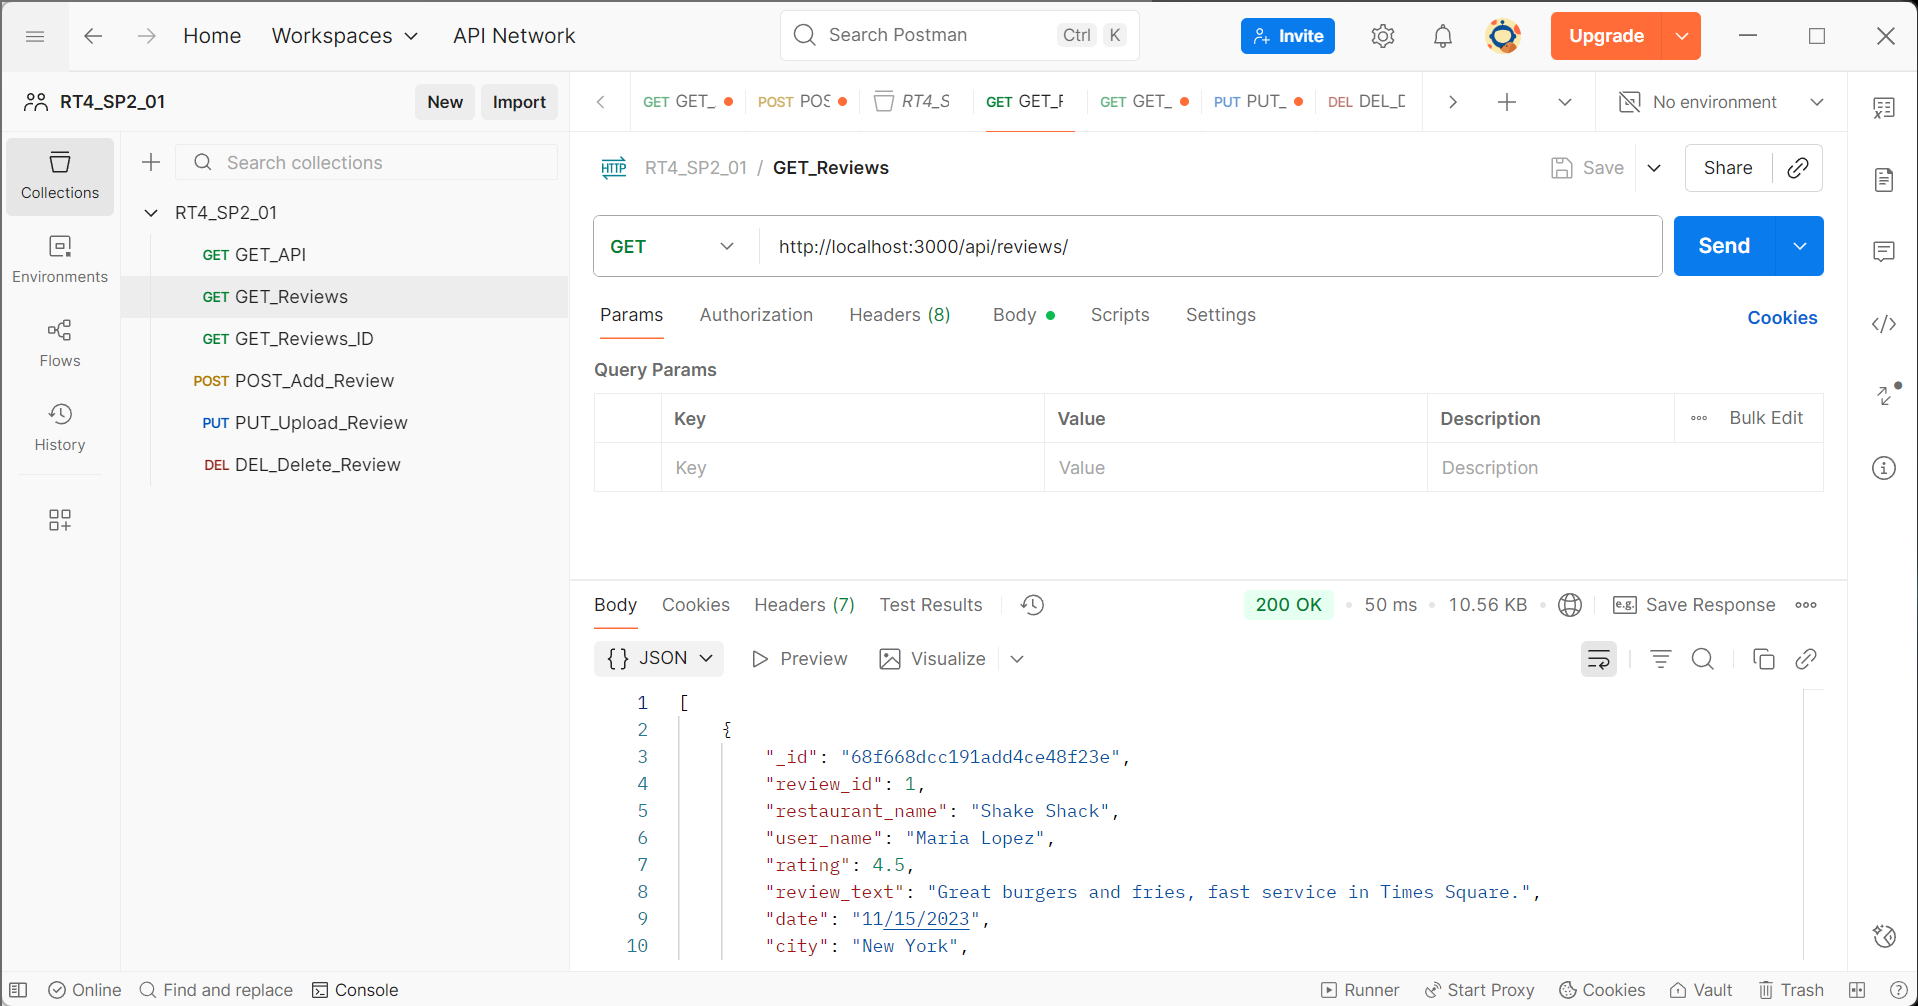 Home Workspaces API Network Search Postman Ctrl K Invite Upgrade
RT4_SP2_01 New Import GET GET_ POST POS RT4_S GET GET_F GET GET_ PUT PUT_ DEL DEL_D No environment
Collections
Environments
Flows
History
Search collections
RT4_SP2_01
GET GET_API
GET GET_Reviews
GET GET_Reviews_ID
POST POST_Add_Review
PUT PUT_Upload_Review
DEL DEL_Delete_Review
HTTP RT4_SP2_01 / GET_Reviews Save Share
GET http://localhost:3000/api/reviews/ Send
Params Authorization Headers (8) Body Scripts Settings Cookies
Query Params
Key Value Description Bulk Edit
Key Value Description
Body Cookies Headers (7) Test Results 200 OK 50 ms 10.56 KB e.g. Save Response
{} JSON Preview Visualize
1 [
2 {
3 "_id": "68f668dcc191add4ce48f23e",
4 "review_id": 1,
5 "restaurant_name": "Shake Shack",
6 "user_name": "Maria Lopez",
7 "rating": 4.5,
8 "review_text": "Great burgers and fries, fast service in Times Square.",
9 "date": "11/15/2023",
10 "city": "New York",
Online Find and replace Console Runner Start Proxy Cookies Vault Trash